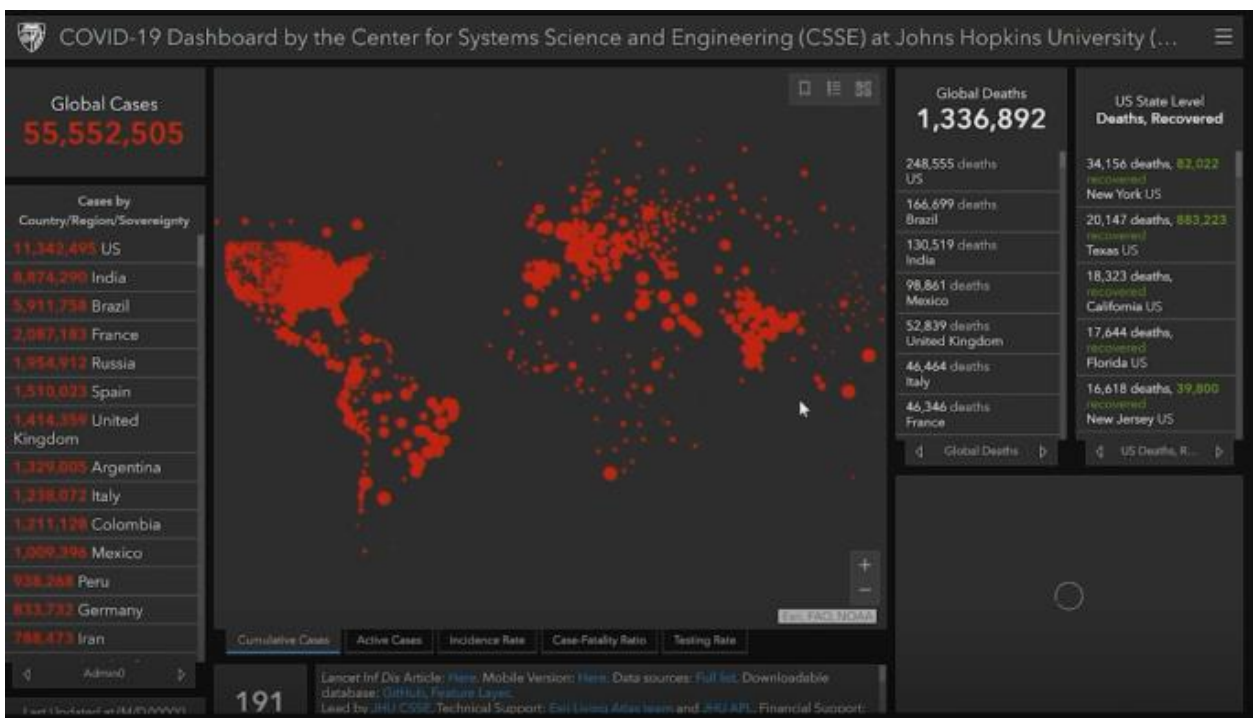 COVID-19 Dashboard by the Center for Systems Science and Engineering (CSSE) at Johns Hopkins University (...
Global Cases
55,552,505
Cases by
Country/Region/Sovereignty
11,342,495 US
8,874,290 India
5,911,758 Brazil
2,087,183 France
1,954,912 Russia
1,510,023 Spain
1,414,359 United
Kingdom
1,329,005 Argentina
1,238,072 Italy
1,211,128 Colombia
1,009,396 Mexico
938,268 Peru
833,732 Germany
788,473 Iran
Admin0
Last Updated at (M/D/YYYY)
Esri, FAO, NOAA
Cumulative Cases
Active Cases
Incidence Rate
Case-Fatality Ratio
Testing Rate
191
Lancet Inf Dis Article: Here. Mobile Version: Here. Data sources: Full list. Downloadable
database: GitHub, Feature Layer.
Lead by JHU CSSE. Technical Support: Esri Living Atlas team and JHU APL. Financial Support:
Global Deaths
1,336,892
248,555 deaths
US
166,699 deaths
Brazil
130,519 deaths
India
98,861 deaths
Mexico
52,839 deaths
United Kingdom
46,464 deaths
Italy
46,346 deaths
France
Global Deaths
US State Level
Deaths, Recovered
34,156 deaths, 82,022
recovered
New York US
20,147 deaths, 883,223
recovered
Texas US
18,323 deaths,
recovered
California US
17,644 deaths,
recovered
Florida US
16,618 deaths, 39,800
recovered
New Jersey US
US Deaths, R...